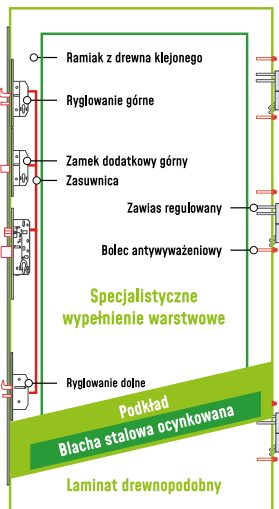 Ramiak z drewna klejonego
Ryglowanie górne
Zamek dodatkowy górny
Zasuwnica
Zawias regulowany
Bolec antywyważeniowy
Specjalistyczne
wypełnienie warstwowe
Ryglowanie dolne
Podkład
Blacha stalowa ocynkowana
Laminat drewnopodobny